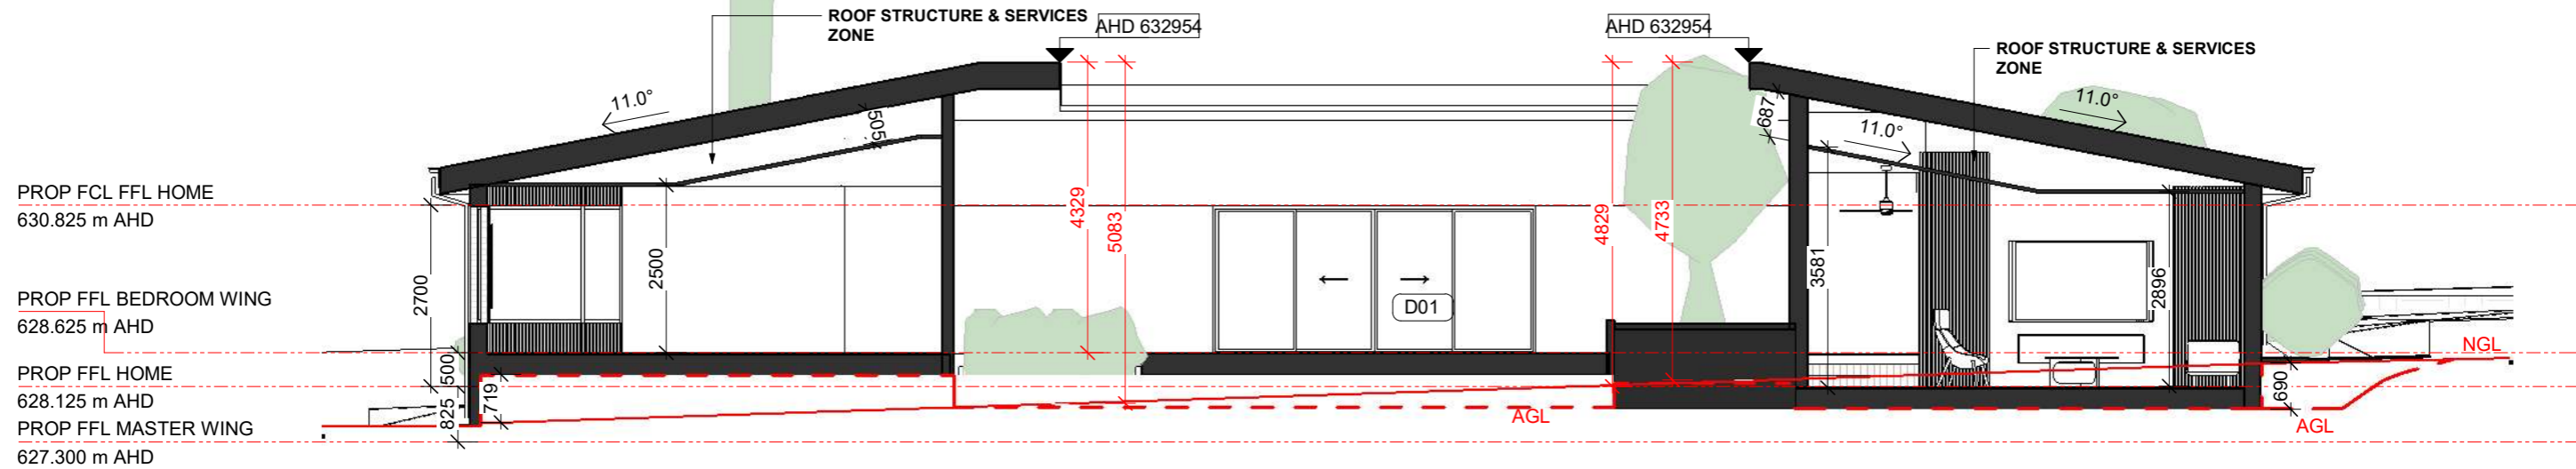 ROOF STRUCTURE & SERVICES
ZONE
AHD 632954
AHD 632954
ROOF STRUCTURE & SERVICES
ZONE
11.0°
505
687
11.0°
11.0°
PROP FCL FFL HOME
630.825 m AHD
4329
5083
4829
4733
2700
2500
3581
2896
PROP FFL BEDROOM WING
628.625 m AHD
D01
NGL
500
PROP FFL HOME
628.125 m AHD
719
690
825
AGL
AGL
PROP FFL MASTER WING
627.300 m AHD